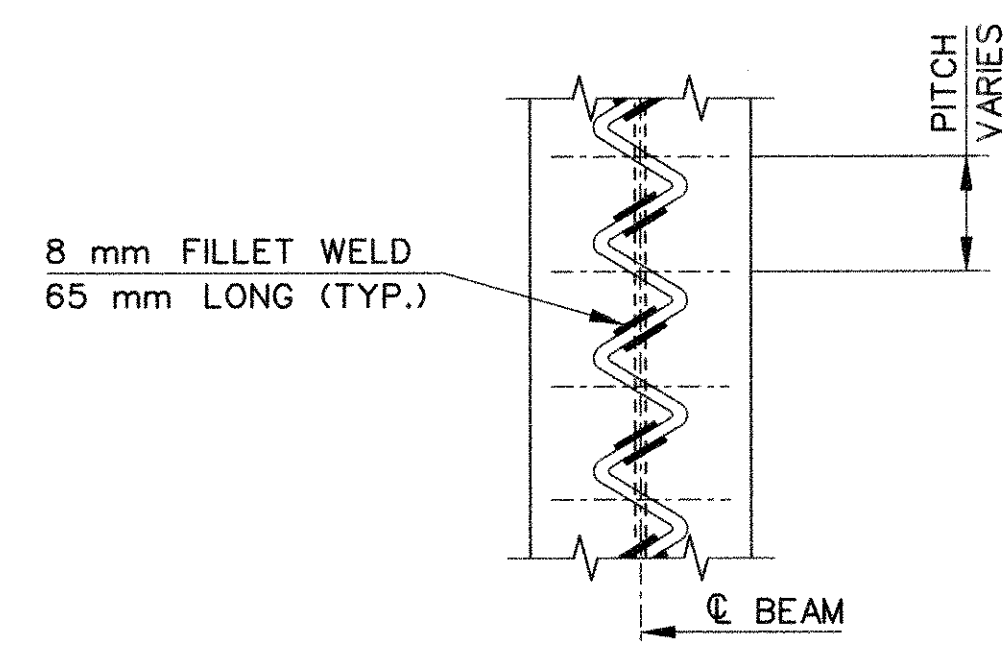 PITCH
VARIES
8 mm FILLET WELD
65 mm LONG (TYP.)
℄ BEAM